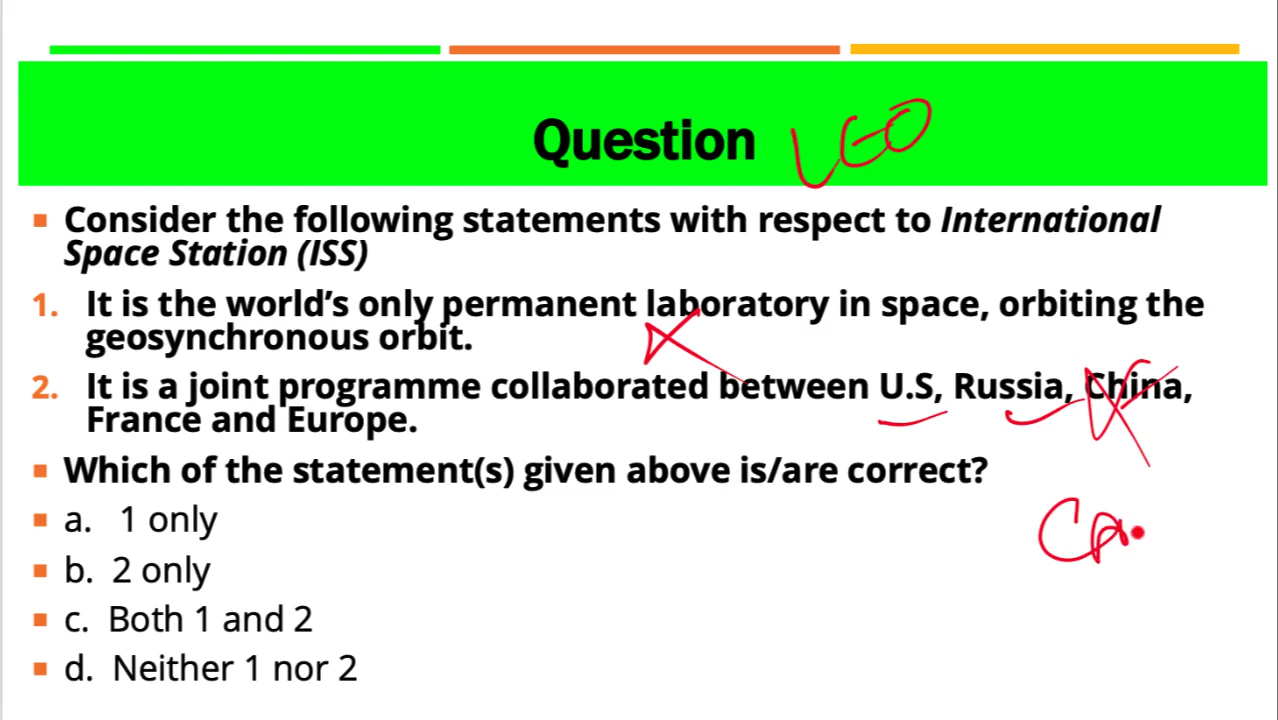 Question LEO
Consider the following statements with respect to International
Space Station (ISS)
1. It is the world’s only permanent laboratory in space, orbiting the
geosynchronous orbit.
2. It is a joint programme collaborated between U.S, Russia, China,
France and Europe.
Which of the statement(s) given above is/are correct?
a. 1 only
b. 2 only
c. Both 1 and 2
d. Neither 1 nor 2